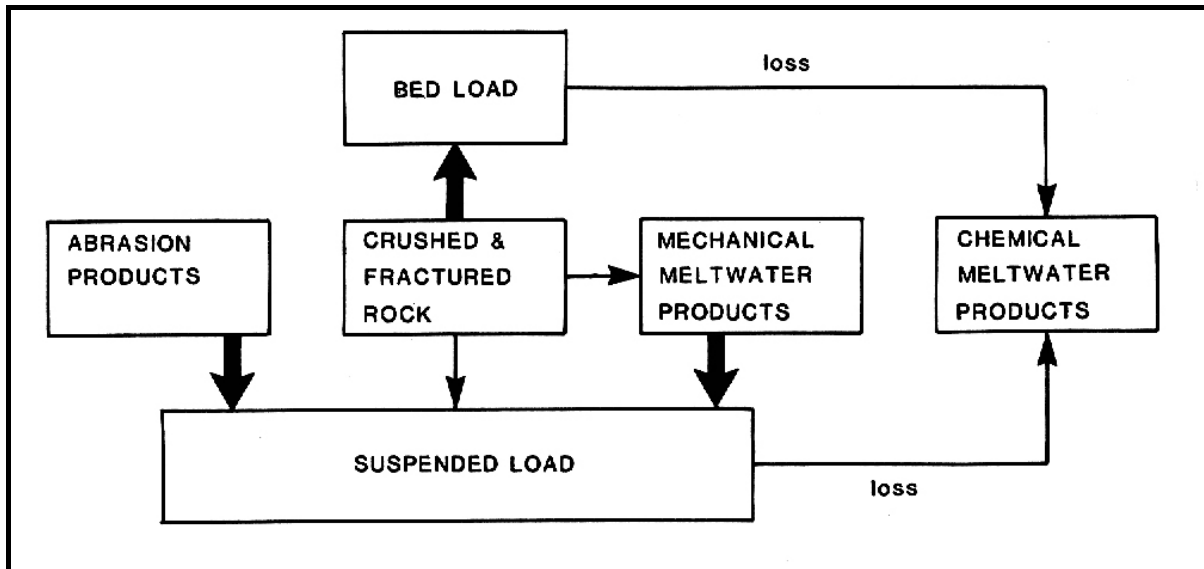 BED LOAD
loss
ABRASION
PRODUCTS
CRUSHED &
FRACTURED
ROCK
MECHANICAL
MELTWATER
PRODUCTS
CHEMICAL
MELTWATER
PRODUCTS
SUSPENDED LOAD
loss